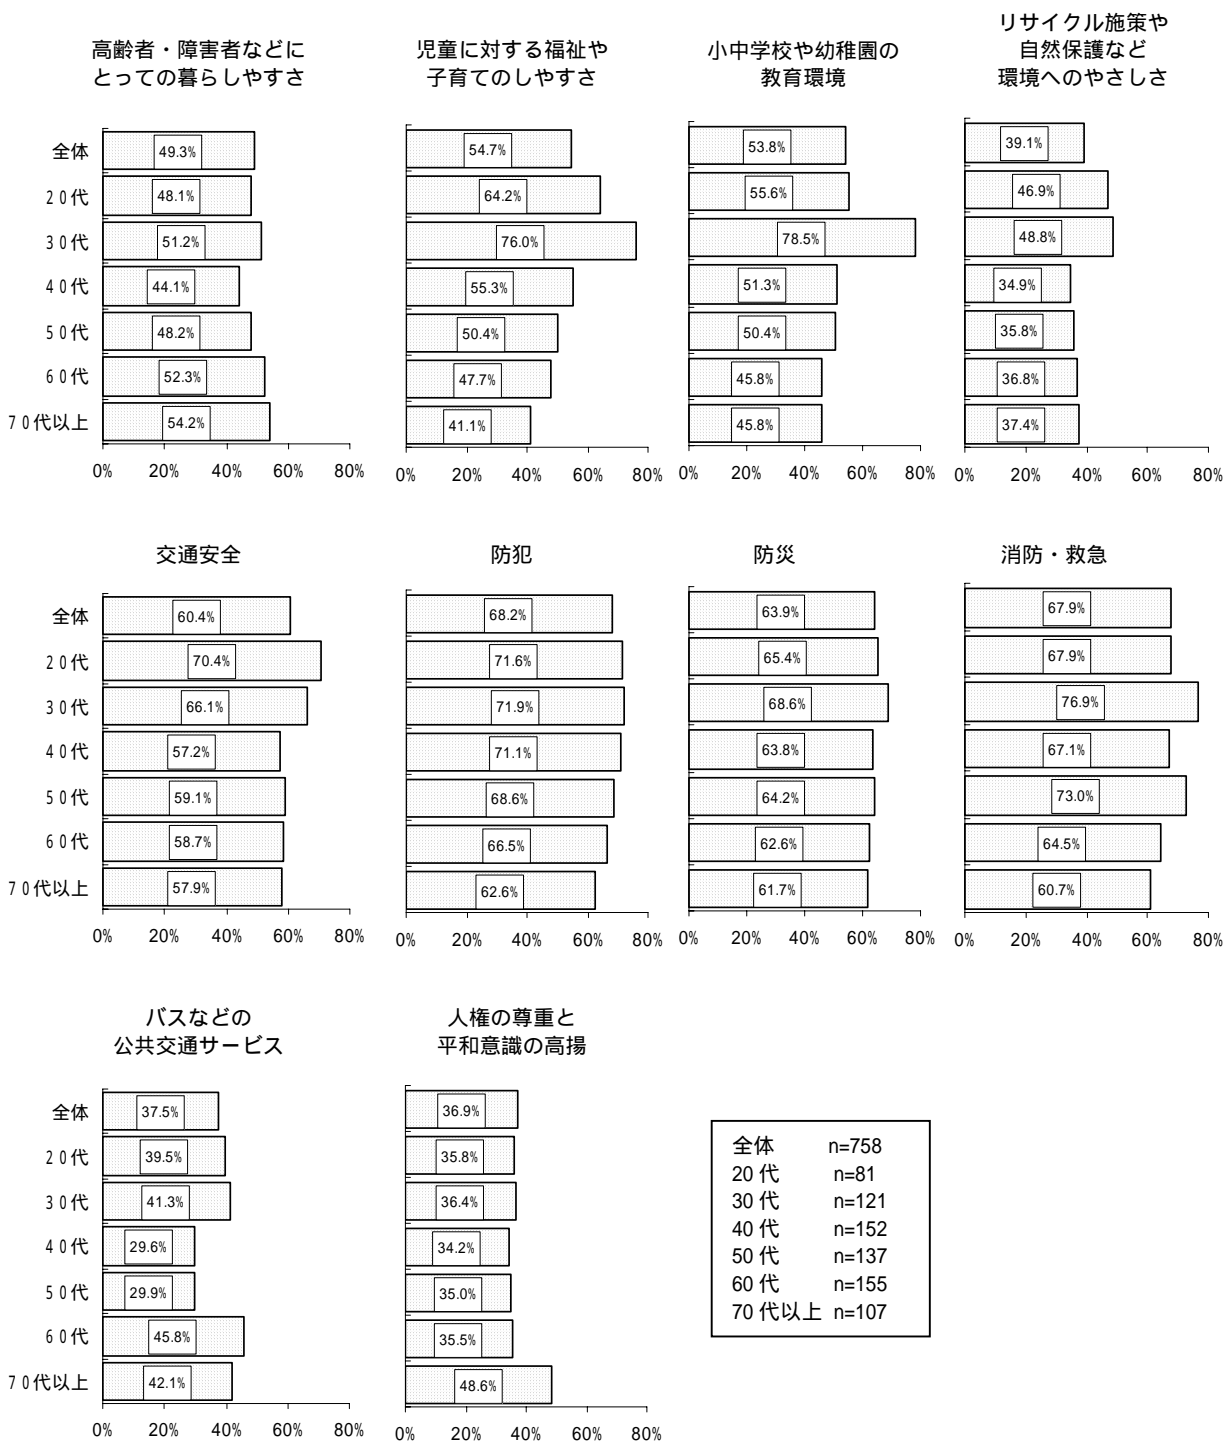 高齢者・障害者などに
とっての暮らしやすさ
児童に対する福祉や
子育てのしやすさ
小中学校や幼稚園の
教育環境
リサイクル施策や
自然保護など
環境へのやさしさ
全体 49.3% 54.7% 53.8% 39.1%
20代 48.1% 64.2% 55.6% 46.9%
30代 51.2% 76.0% 78.5% 48.8%
40代 44.1% 55.3% 51.3% 34.9%
50代 48.2% 50.4% 50.4% 35.8%
60代 52.3% 47.7% 45.8% 36.8%
70代以上 54.2% 41.1% 45.8% 37.4%
0% 20% 40% 60% 80% 0% 20% 40% 60% 80% 0% 20% 40% 60% 80% 0% 20% 40% 60% 80%
交通安全 防犯 防災 消防・救急
全体 60.4% 68.2% 63.9% 67.9%
20代 70.4% 71.6% 65.4% 67.9%
30代 66.1% 71.9% 68.6% 76.9%
40代 57.2% 71.1% 63.8% 67.1%
50代 59.1% 68.6% 64.2% 73.0%
60代 58.7% 66.5% 62.6% 64.5%
70代以上 57.9% 62.6% 61.7% 60.7%
0% 20% 40% 60% 80% 0% 20% 40% 60% 80% 0% 20% 40% 60% 80% 0% 20% 40% 60% 80%
バスなどの
公共交通サービス
人権の尊重と
平和意識の高揚
全体 37.5% 36.9%
20代 39.5% 35.8%
30代 41.3% 36.4%
40代 29.6% 34.2%
50代 29.9% 35.0%
60代 45.8% 35.5%
70代以上 42.1% 48.6%
0% 20% 40% 60% 80% 0% 20% 40% 60% 80%
全体 n=758
20代 n=81
30代 n=121
40代 n=152
50代 n=137
60代 n=155
70代以上 n=107